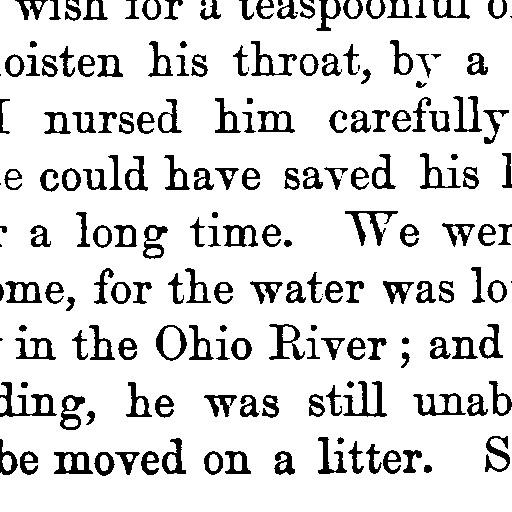 wish for a teaspoonful
oisten his throat, by a
I nursed him carefully
e could have saved his
a long time. We wer
ome, for the water was lo
in the Ohio River; and
ding, he was still unab
be moved on a litter. S